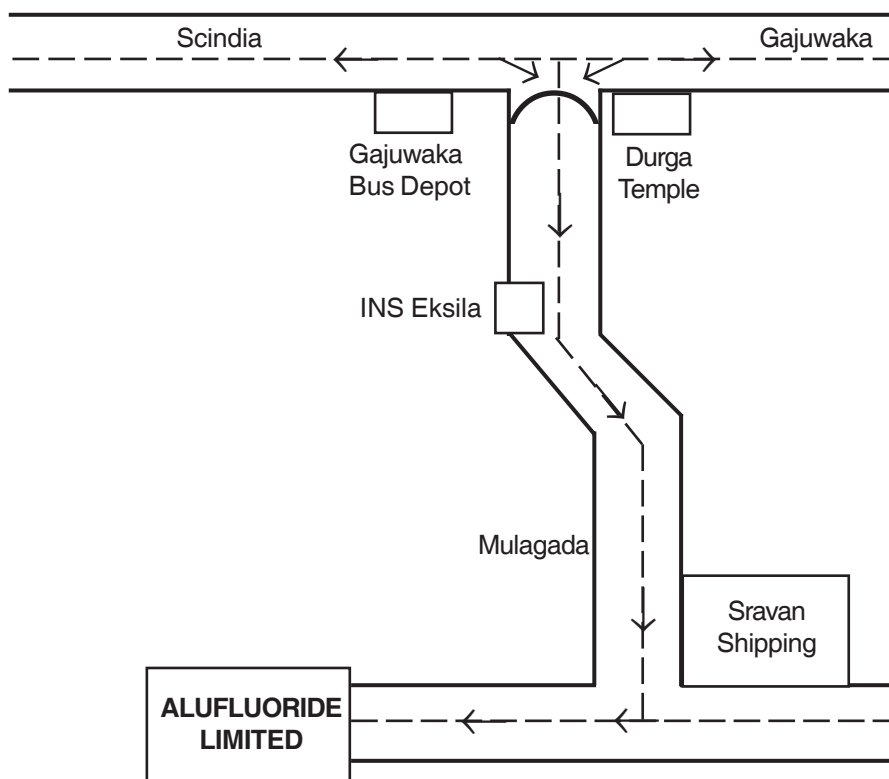 Scindia
Gajuwaka
Gajuwaka
Bus Depot
Durga
Temple
INS Eksila
Mulagada
Sravan
Shipping
ALUFLUORIDE
LIMITED